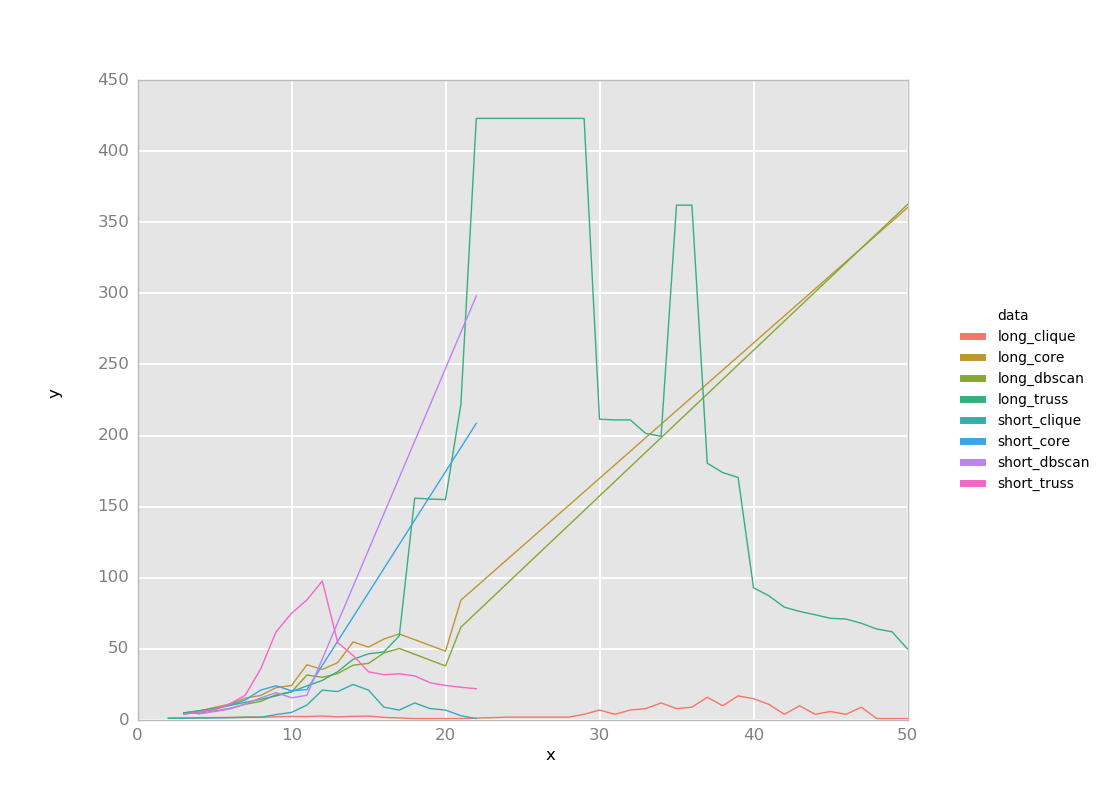 450
400
350
300
250
200
150
100
50
0
y
0 10 20 30 40 50
x
data
long_clique
long_core
long_dbscan
long_truss
short_clique
short_core
short_dbscan
short_truss